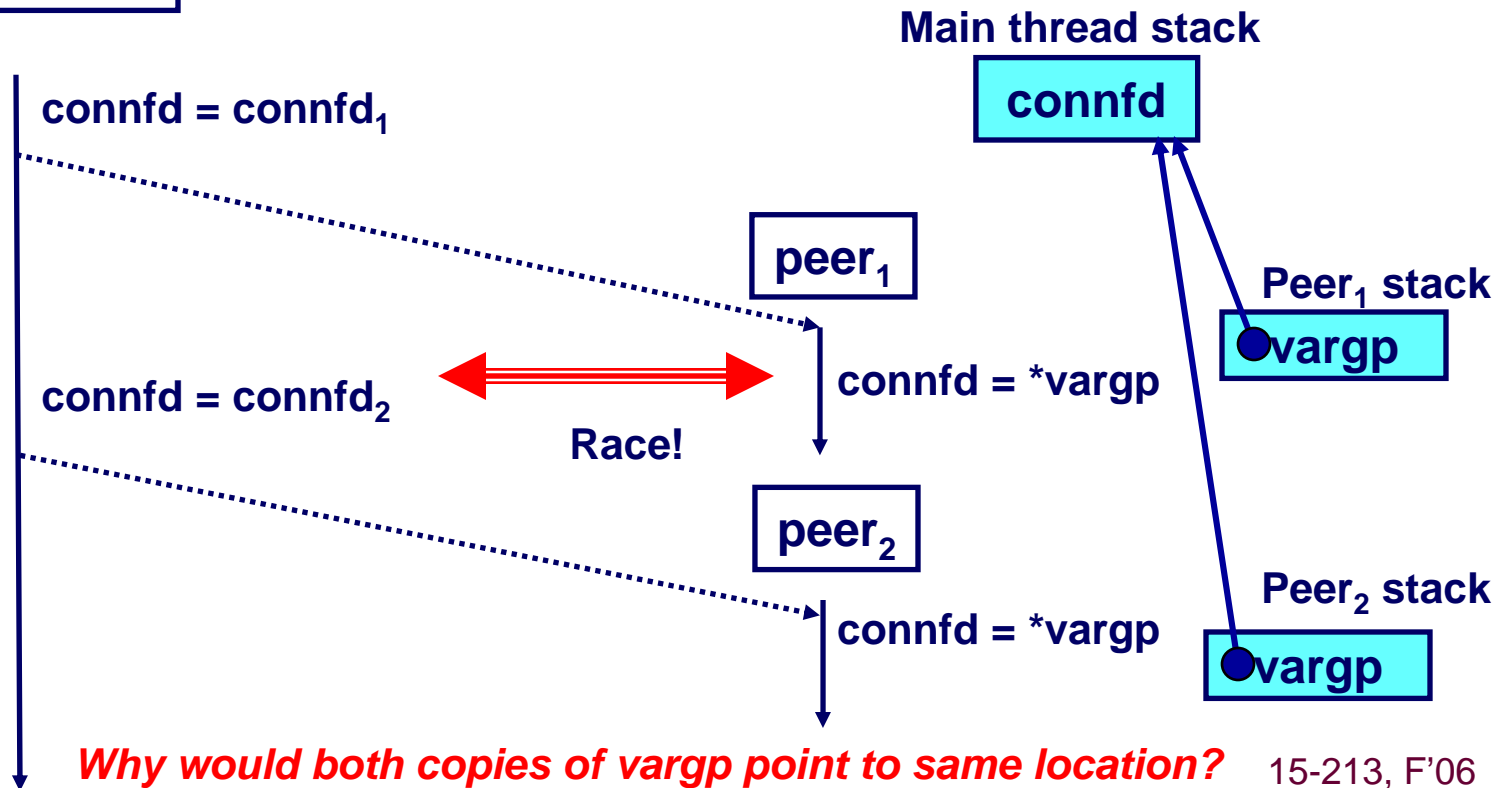 Main thread stack
connfd
connfd = connfd₁
peer₁
Peer₁ stack
vargp
connfd = *vargp
connfd = connfd₂
Race!
peer₂
Peer₂ stack
connfd = *vargp
vargp
Why would both copies of vargp point to same location?
15-213, F’06